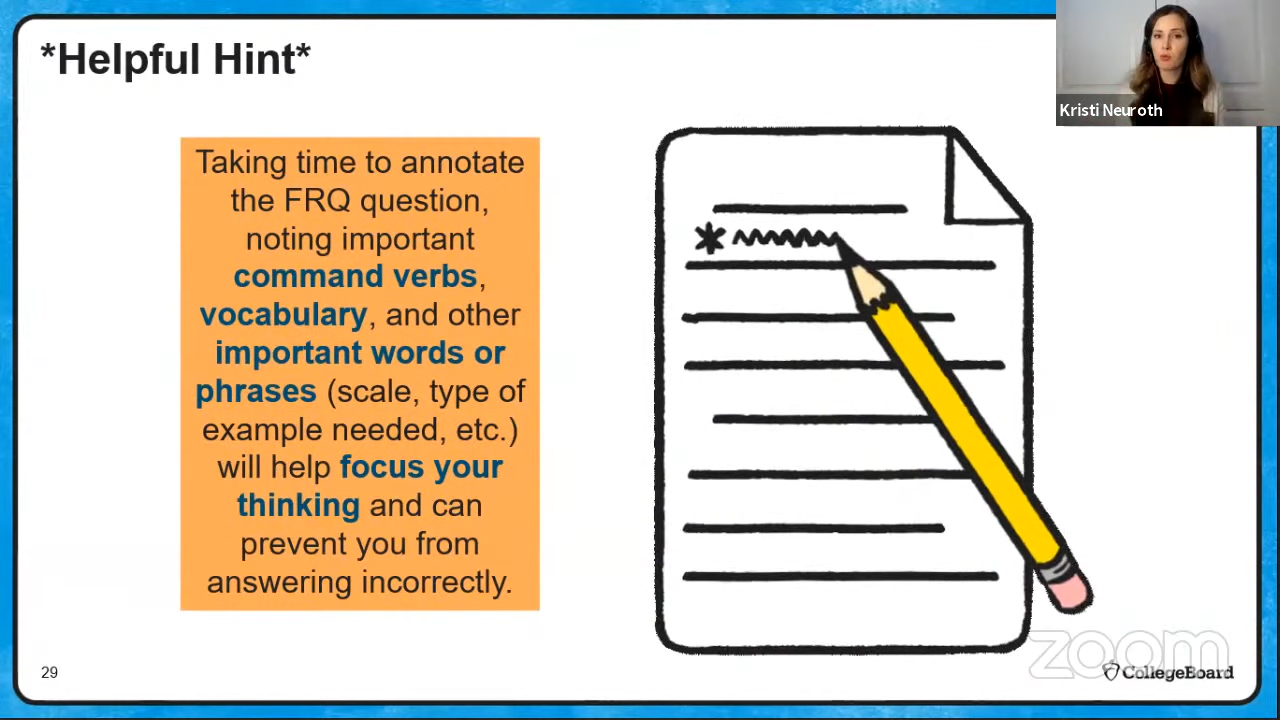 *Helpful Hint*
Kristi Neuroth
Taking time to annotate
the FRQ question,
noting important
command verbs,
vocabulary, and other
important words or
phrases (scale, type of
example needed, etc.)
will help focus your
thinking and can
prevent you from
answering incorrectly.
zoom
29
CollegeBoard